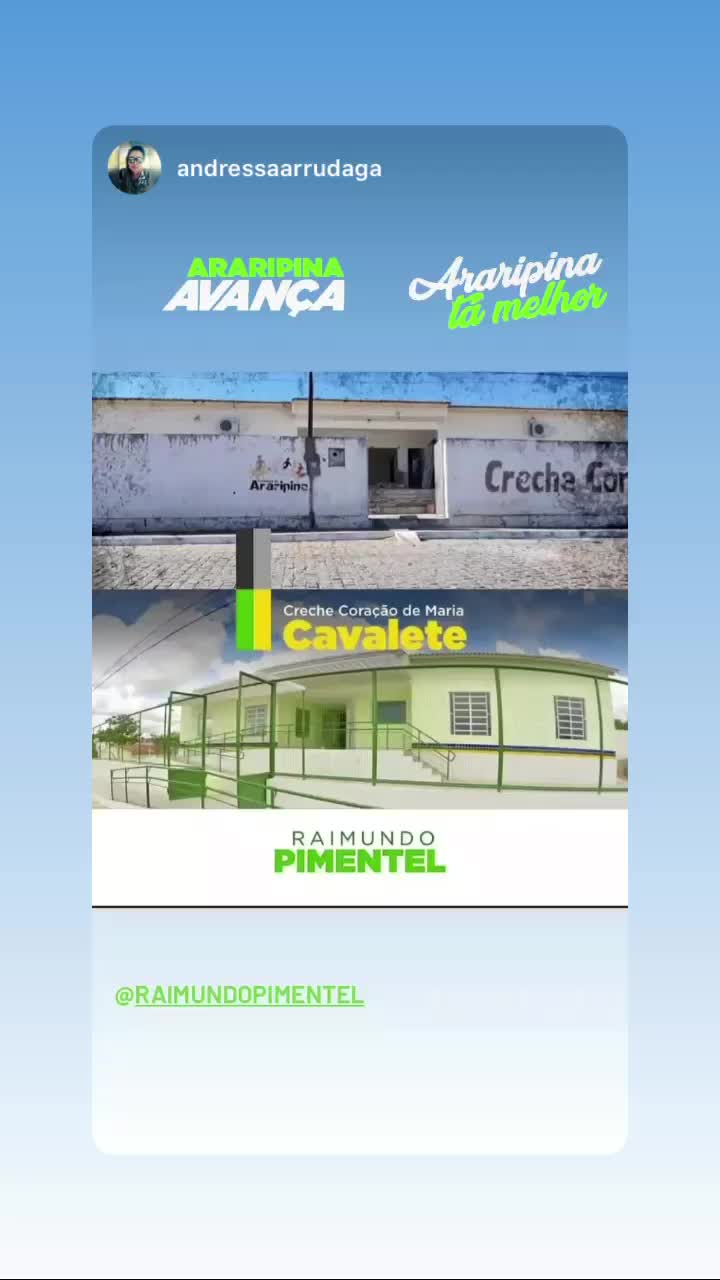 andressaarrudaga
ARARIPINA
AVANÇA
Araripina
tá melhor
Araripina
Creche Cor
Creche Coração de Maria
Cavalete
RAIMUNDO
PIMENTEL
@RAIMUNDOPIMENTEL